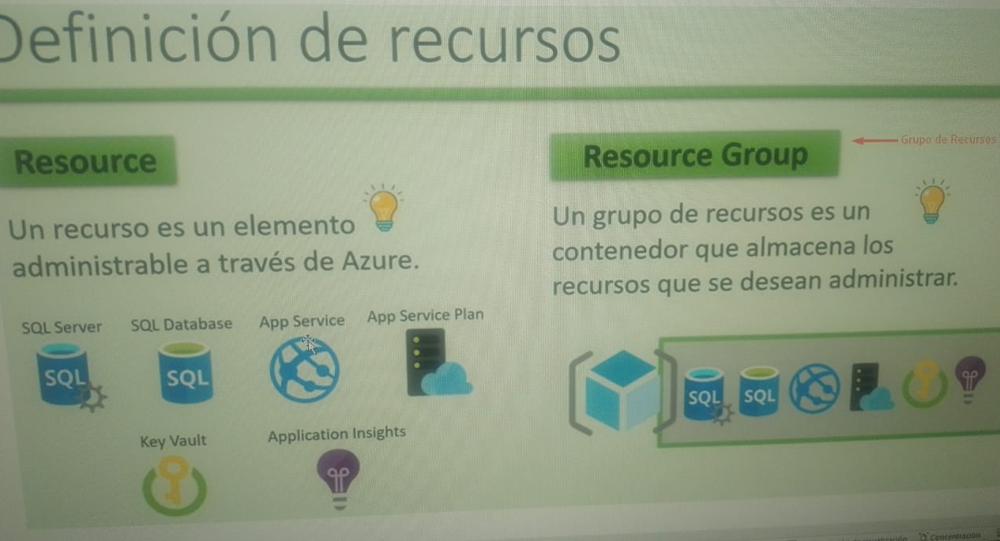 Definición de recursos
Resource
Un recurso es un elemento
administrable a través de Azure.
SQL Server
SQL Database
App Service
App Service Plan
SQL
SQL
Key Vault
Application Insights
Resource Group
Grupo de Recursos
Un grupo de recursos es un
contenedor que almacena los
recursos que se desean administrar.
SQL
SQL
Concentración